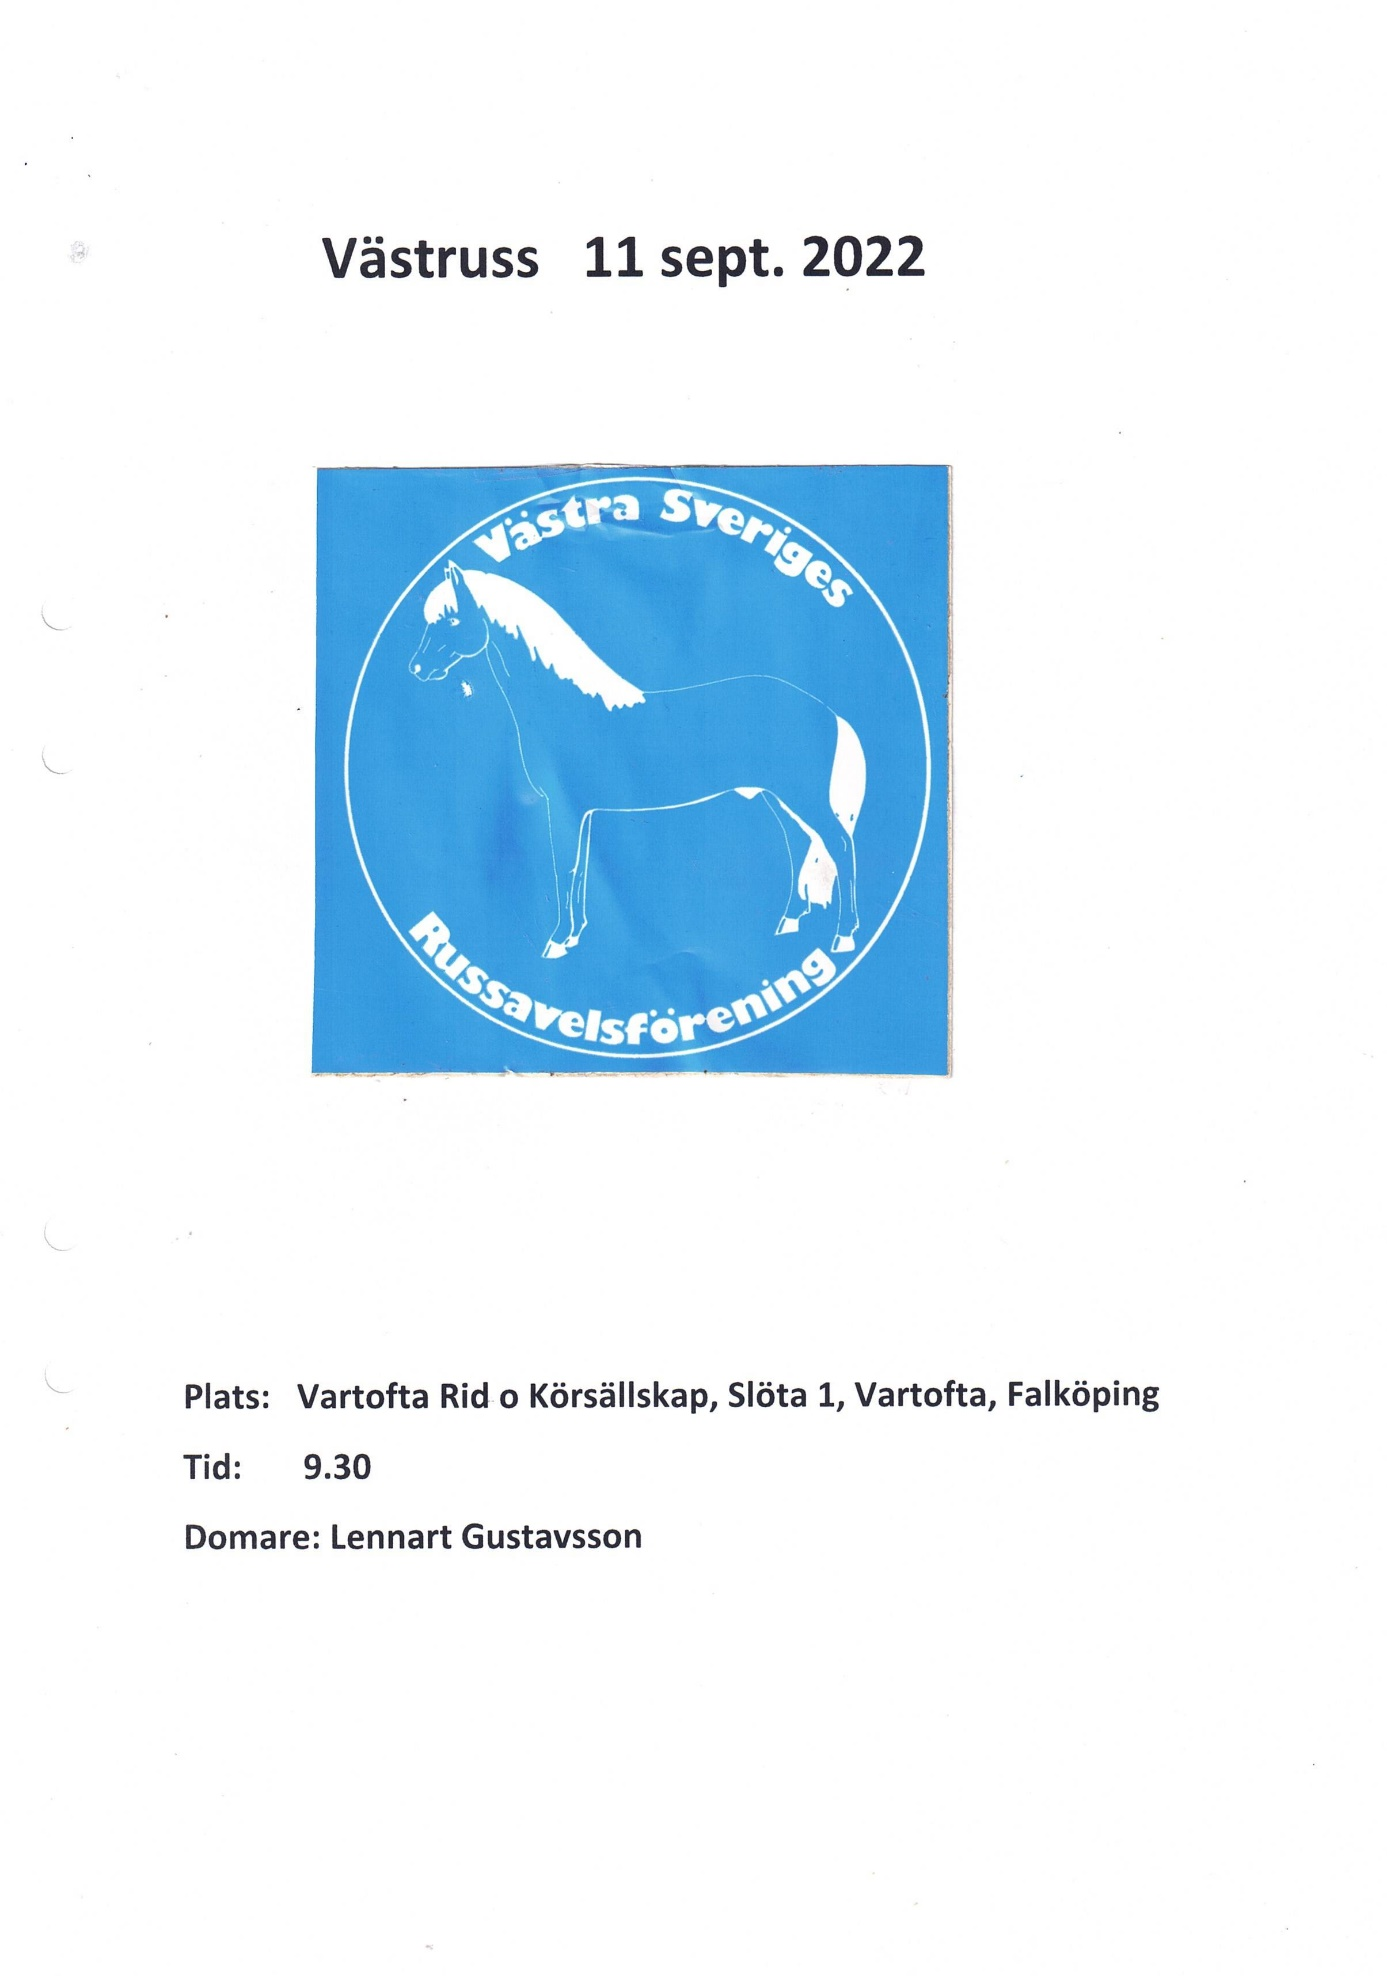 Västruss 11 sept. 2022
Västra Sveriges
Russavelsförening
Plats: Vartofta Rid o Körsällskap, Slöta 1, Vartofta, Falköping
Tid: 9.30
Domare: Lennart Gustavsson